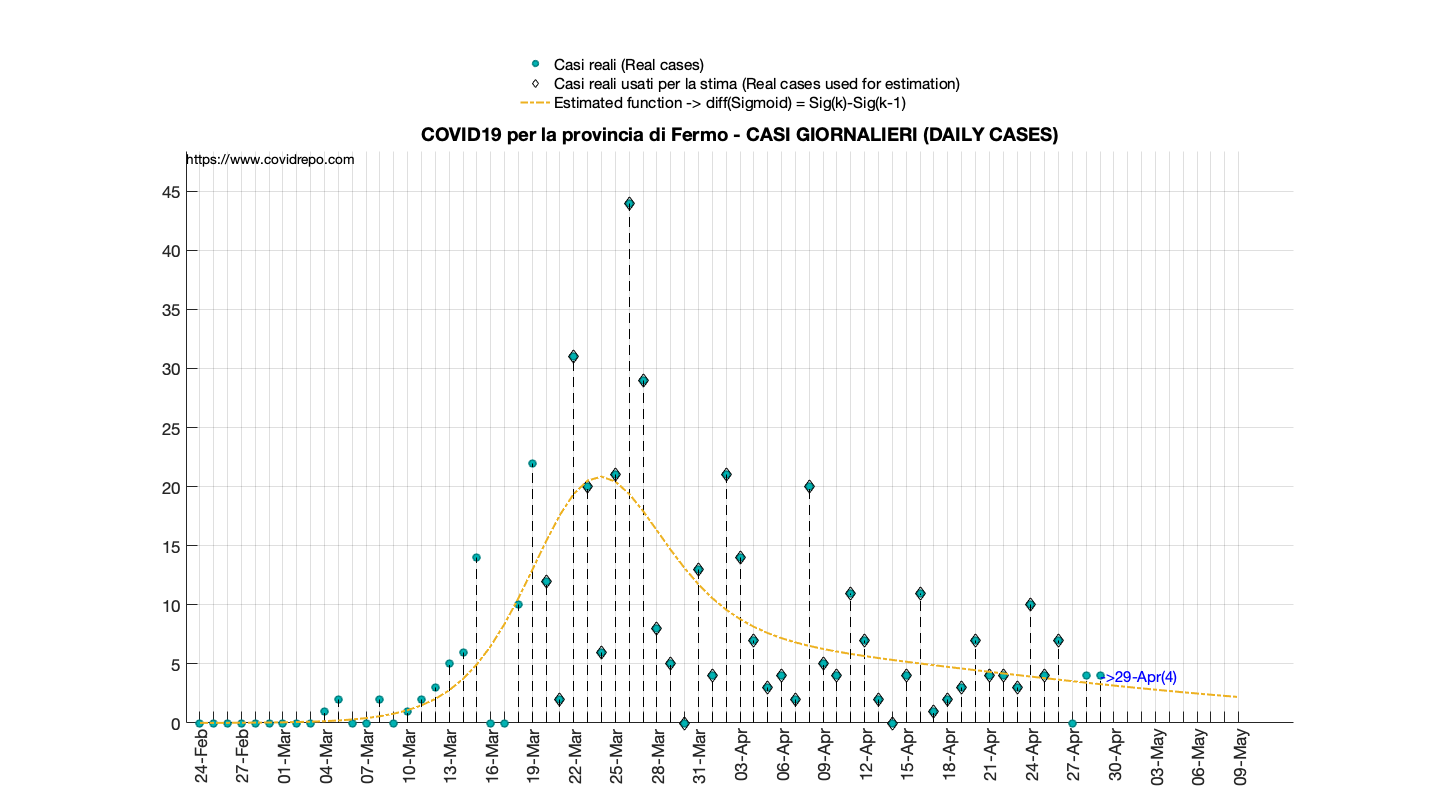 Casi reali (Real cases)
Casi reali usati per la stima (Real cases used for estimation)
Estimated function -> diff(Sigmoid) = Sig(k)-Sig(k-1)
COVID19 per la provincia di Fermo - CASI GIORNALIERI (DAILY CASES)
https://www.covidrepo.com
45
40
35
30
25
20
15
10
5
0
->29-Apr(4)
24-Feb
27-Feb
01-Mar
04-Mar
07-Mar
10-Mar
13-Mar
16-Mar
19-Mar
22-Mar
25-Mar
28-Mar
31-Mar
03-Apr
06-Apr
09-Apr
12-Apr
15-Apr
18-Apr
21-Apr
24-Apr
27-Apr
30-Apr
03-May
06-May
09-May